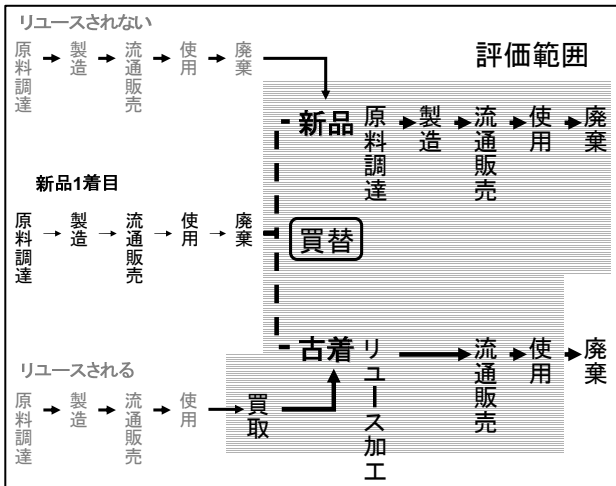 リユースされない
原料調達 → 製造 → 流通販売 → 使用 → 廃棄
評価範囲
新品 原料調達 → 製造 → 流通販売 → 使用 → 廃棄
新品1着目
原料調達 → 製造 → 流通販売 → 使用 → 廃棄
買替
古着 リユース加工 → 流通販売 → 使用 → 廃棄
リユースされる
原料調達 → 製造 → 流通販売 → 使用 → 買取